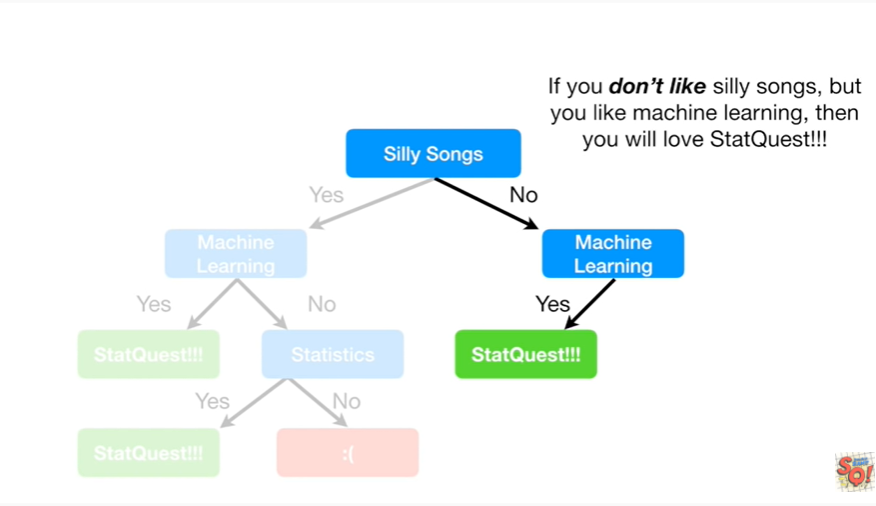 If you don't like silly songs, but
you like machine learning, then
you will love StatQuest!!!
Silly Songs
Yes
No
Machine
Learning
Machine
Learning
Yes
No
Yes
StatQuest!!!
Statistics
StatQuest!!!
Yes
No
StatQuest!!!
:(
SQ!